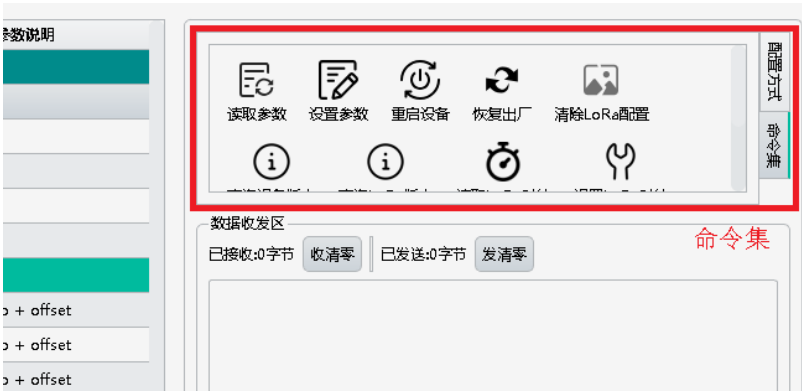 参数说明
配置方式
命令集
读取参数 设置参数 重启设备 恢复出厂 清除LoRa配置
数据收发区
命令集
已接收:0字节 收清零 已发送:0字节 发清零
p + offset
p + offset
p + offset